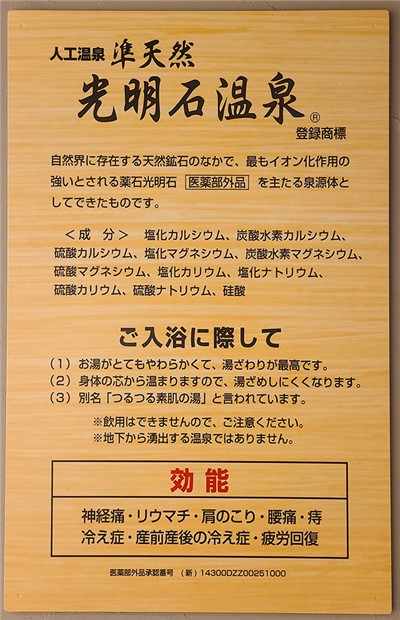 人工温泉 準天然
光明石温泉®
登録商標
自然界に存在する天然鉱石のなかで、最もイオン化作用の
強いとされる薬石光明石 医薬部外品 を主たる泉源体と
してできたものです。
＜成 分＞ 塩化カルシウム、炭酸水素カルシウム、
硫酸カルシウム、塩化マグネシウム、炭酸水素マグネシウム、
硫酸マグネシウム、塩化カリウム、塩化ナトリウム、
硫酸カリウム、硫酸ナトリウム、硅酸
ご入浴に際して
（1）お湯がとてもやわらかくて、湯ざわりが最高です。
（2）身体の芯から温まりますので、湯ざめしにくくなります。
（3）別名「つるつる素肌の湯」と言われています。
※飲用はできませんので、ご注意ください。
※地下から湧出する温泉ではありません。
効能
神経痛・リウマチ・肩のこり・腰痛・痔
冷え症・産前産後の冷え症・疲労回復
医薬部外品承認番号 （新）14300DZZ00251000